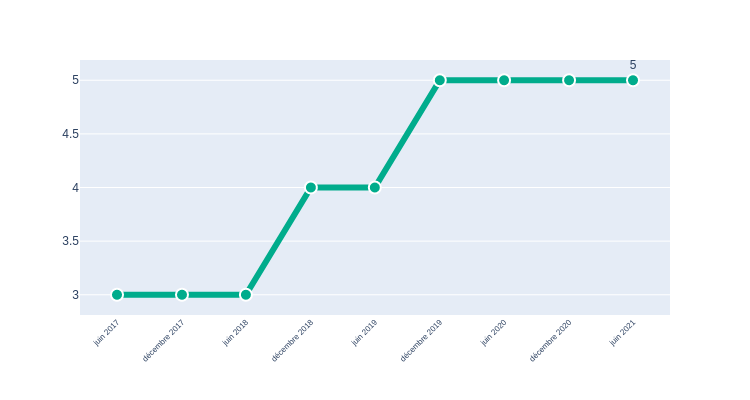 5
5
4.5
4
3.5
3
juin 2017
décembre 2017
juin 2018
décembre 2018
juin 2019
décembre 2019
juin 2020
décembre 2020
juin 2021